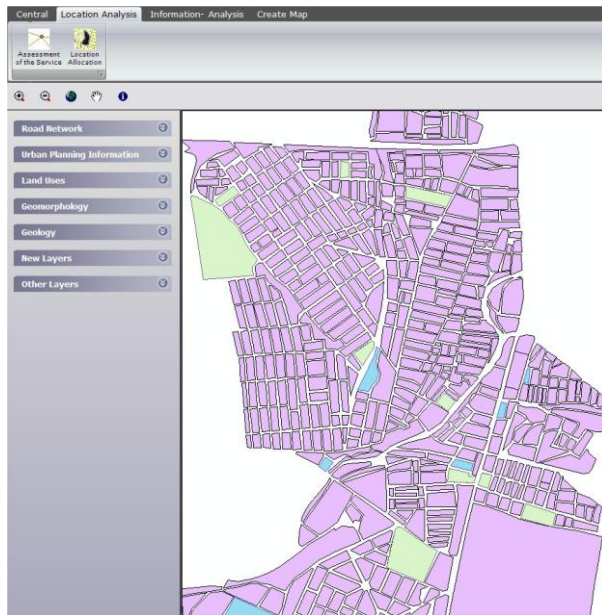 Central Location Analysis Information- Analysis Create Map
Assessment of the Service
Location Allocation
Road Network
Urban Planning Information
Land Uses
Geomorphology
Geology
New Layers
Other Layers